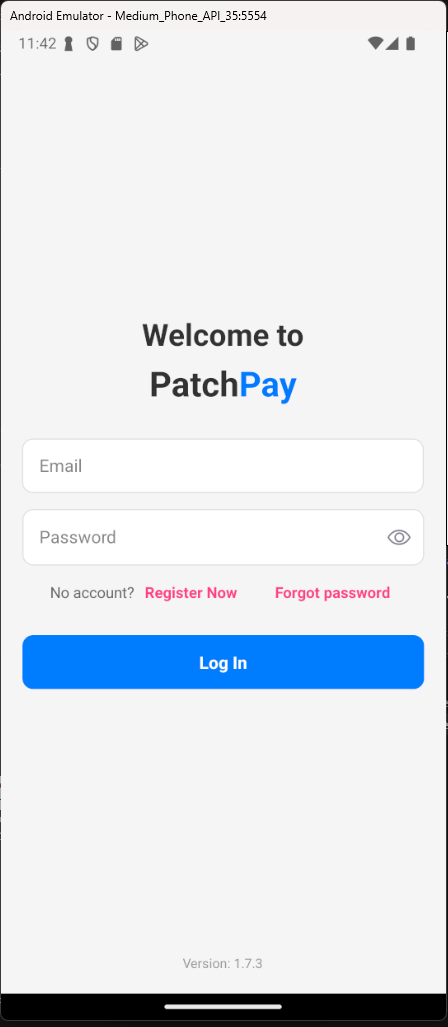 Android Emulator - Medium_Phone_API_35:5554
11:42
Welcome to
PatchPay
Email
Password
No account? Register Now Forgot password
Log In
Version: 1.7.3